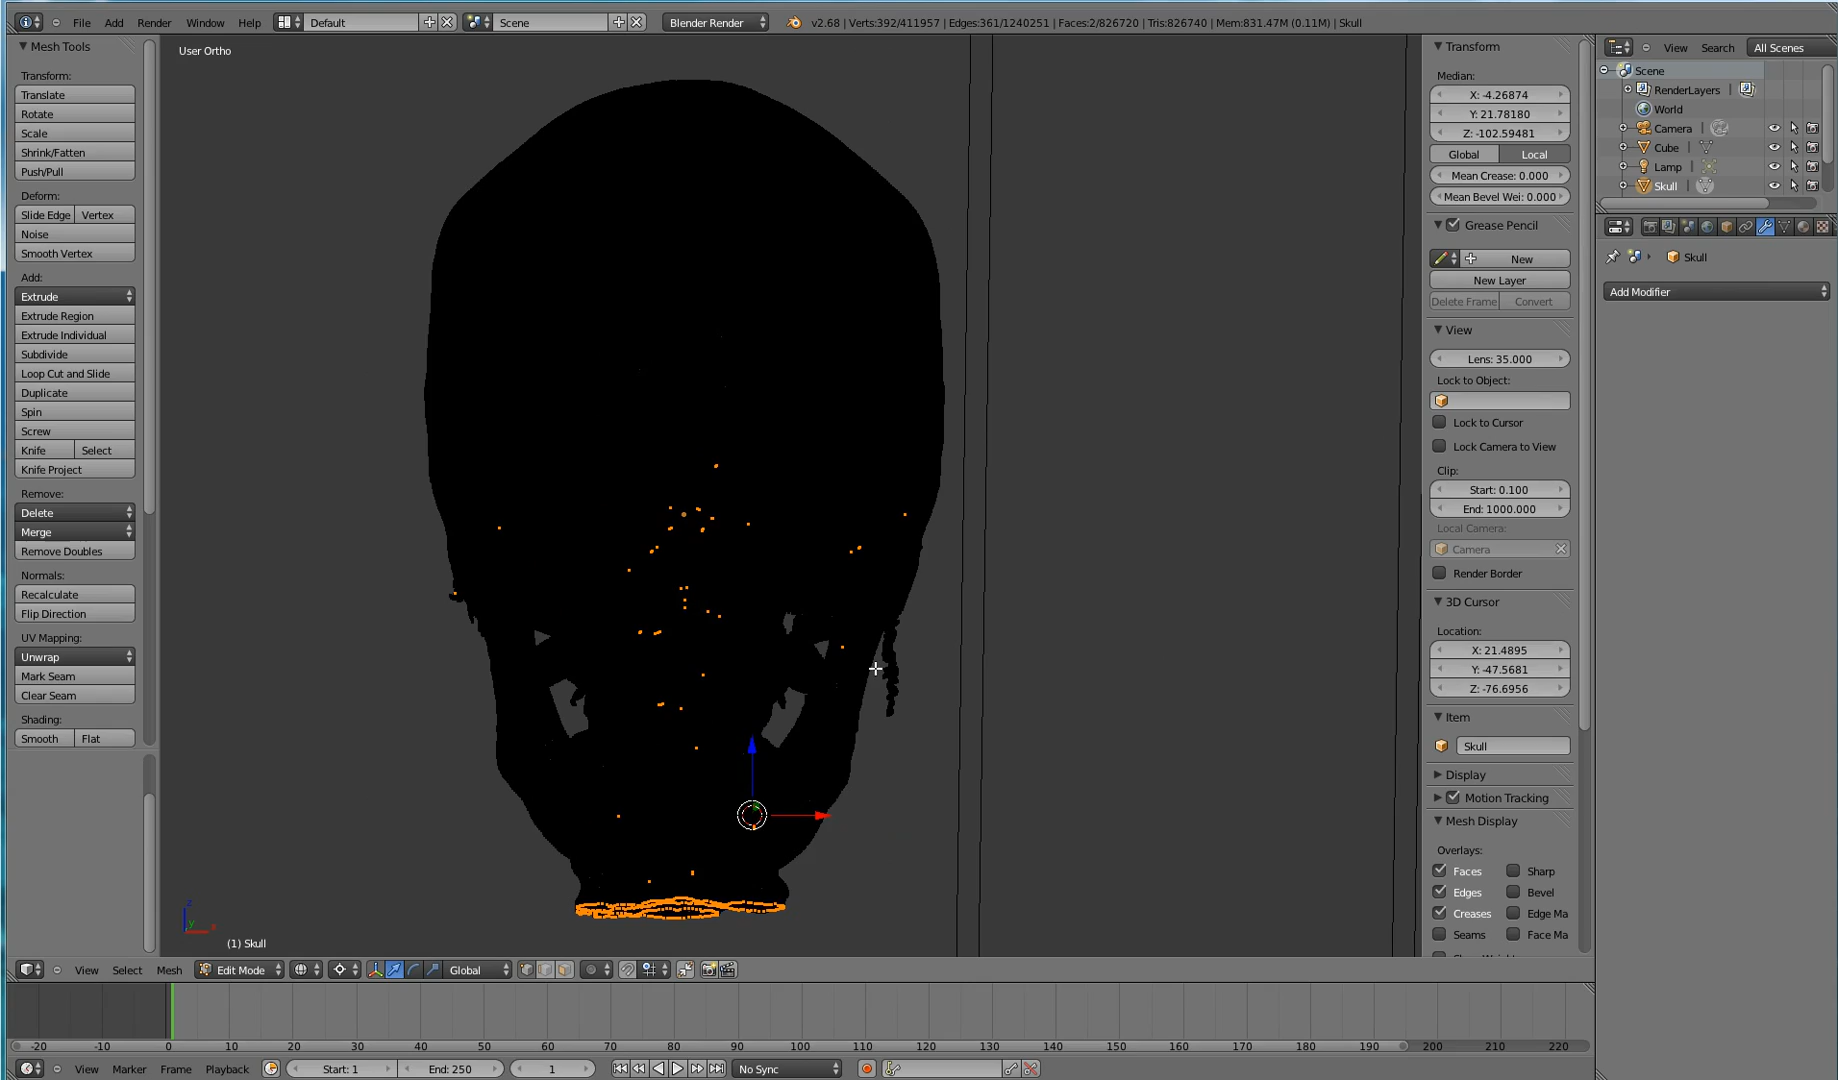 File Add Render Window Help Default Scene Blender Render v2.68 | Verts:392/411957 | Edges:361/1240251 | Faces:2/826720 | Tris:826740 | Mem:831.47M (0.11M) | Skull
Mesh Tools
Transform:
Translate
Rotate
Scale
Shrink/Fatten
Push/Pull
Deform:
Slide Edge Vertex
Noise
Smooth Vertex
Add:
Extrude
Extrude Region
Extrude Individual
Subdivide
Loop Cut and Slide
Duplicate
Spin
Screw
Knife Select
Knife Project
Remove:
Delete
Merge
Remove Doubles
Normals:
Recalculate
Flip Direction
UV Mapping:
Unwrap
Mark Seam
Clear Seam
Shading:
Smooth Flat
User Ortho
z
y
x
(1) Skull
Transform
Median:
X: -4.26874
Y: 21.78180
Z: -102.59481
Global Local
Mean Crease: 0.000
Mean Bevel Wei: 0.000
Grease Pencil
New
New Layer
Delete Frame Convert
View
Lens: 35.000
Lock to Object:
Lock to Cursor
Lock Camera to View
Clip:
Start: 0.100
End: 1000.000
Local Camera:
Camera
Render Border
3D Cursor
Location:
X: 21.4895
Y: -47.5681
Z: -76.6956
Item
Skull
Display
Motion Tracking
Mesh Display
Overlays:
Faces Sharp
Edges Bevel
Creases Edge Ma
Seams Face Ma
View Search All Scenes
Scene
RenderLayers
World
Camera
Cube
Lamp
Skull
Skull
Add Modifier
View Select Mesh Edit Mode Global
-20 -10 0 10 20 30 40 50 60 70 80 90 100 110 120 130 140 150 160 170 180 190 200 210 220
View Marker Frame Playback Start: 1 End: 250 1 No Sync